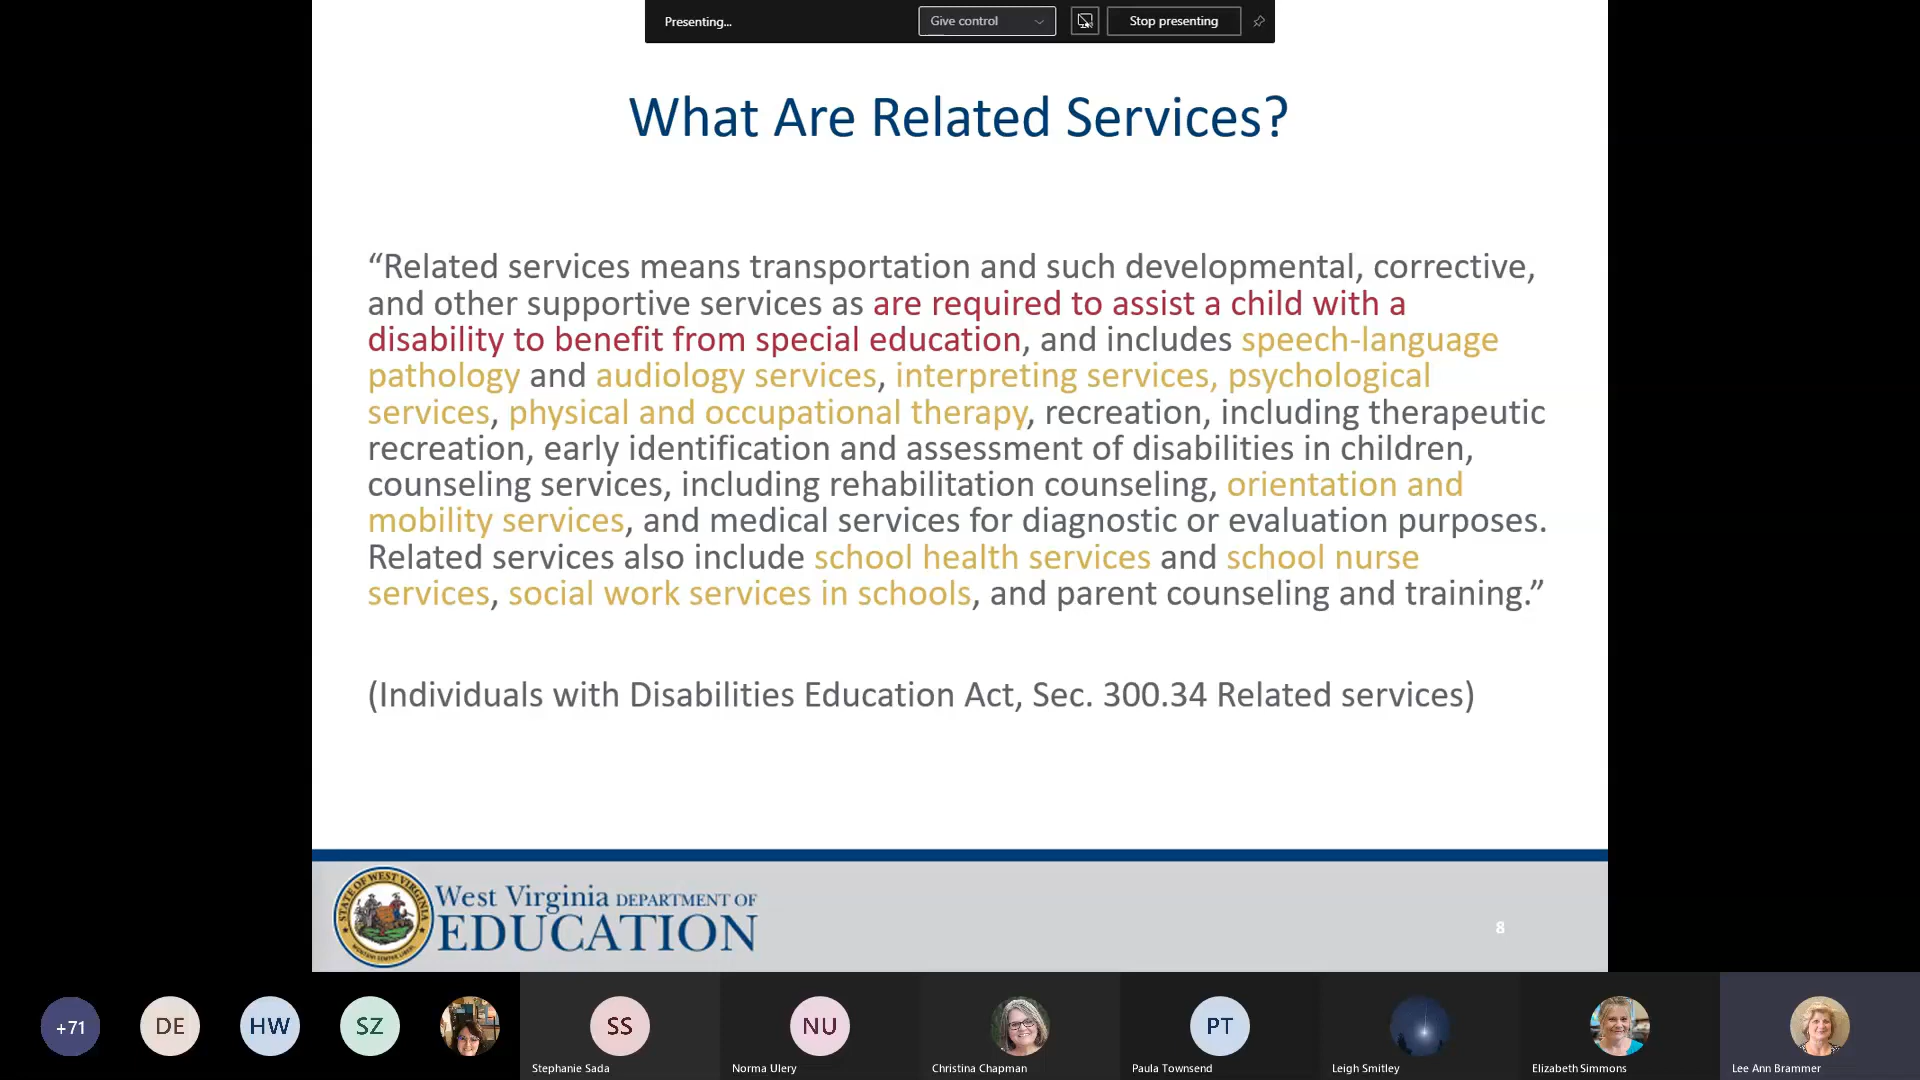 Presenting...
Give control
Stop presenting
What Are Related Services?
“Related services means transportation and such developmental, corrective,
and other supportive services as are required to assist a child with a
disability to benefit from special education, and includes speech-language
pathology and audiology services, interpreting services, psychological
services, physical and occupational therapy, recreation, including therapeutic
recreation, early identification and assessment of disabilities in children,
counseling services, including rehabilitation counseling, orientation and
mobility services, and medical services for diagnostic or evaluation purposes.
Related services also include school health services and school nurse
services, social work services in schools, and parent counseling and training.”
(Individuals with Disabilities Education Act, Sec. 300.34 Related services)
STATE OF WEST VIRGINIA
MONTANI SEMPER LIBERI
West Virginia DEPARTMENT OF
EDUCATION
8
+71
DE
HW
SZ
SS
NU
PT
Stephanie Sada
Norma Ulery
Christina Chapman
Paula Townsend
Leigh Smitley
Elizabeth Simmons
Lee Ann Brammer